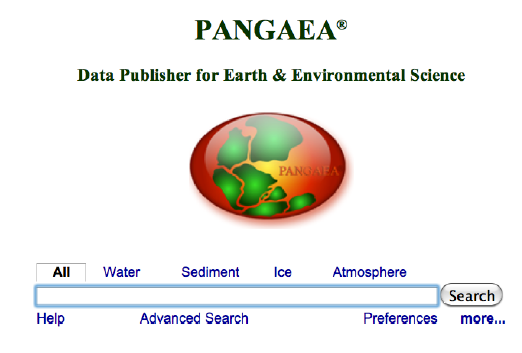 PANGAEA®
Data Publisher for Earth & Environmental Science
PANGAEA
All Water Sediment Ice Atmosphere
Search
Help Advanced Search Preferences more...